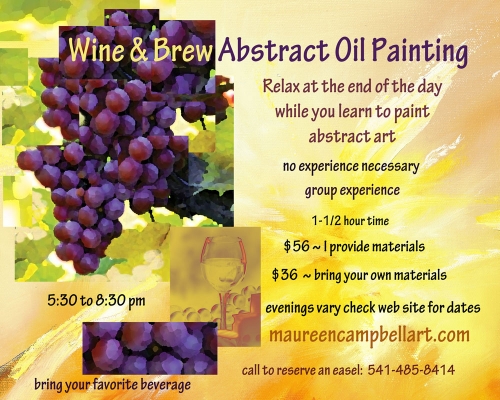 Wine & Brew Abstract Oil Painting
Relax at the end of the day
while you learn to paint
abstract art
no experience necessary
group experience
1-1/2 hour time
$56 ~ I provide materials
$36 ~ bring your own materials
5:30 to 8:30 pm
evenings vary check web site for dates
maureencampbellart.com
call to reserve an easel: 541-485-8414
bring your favorite beverage